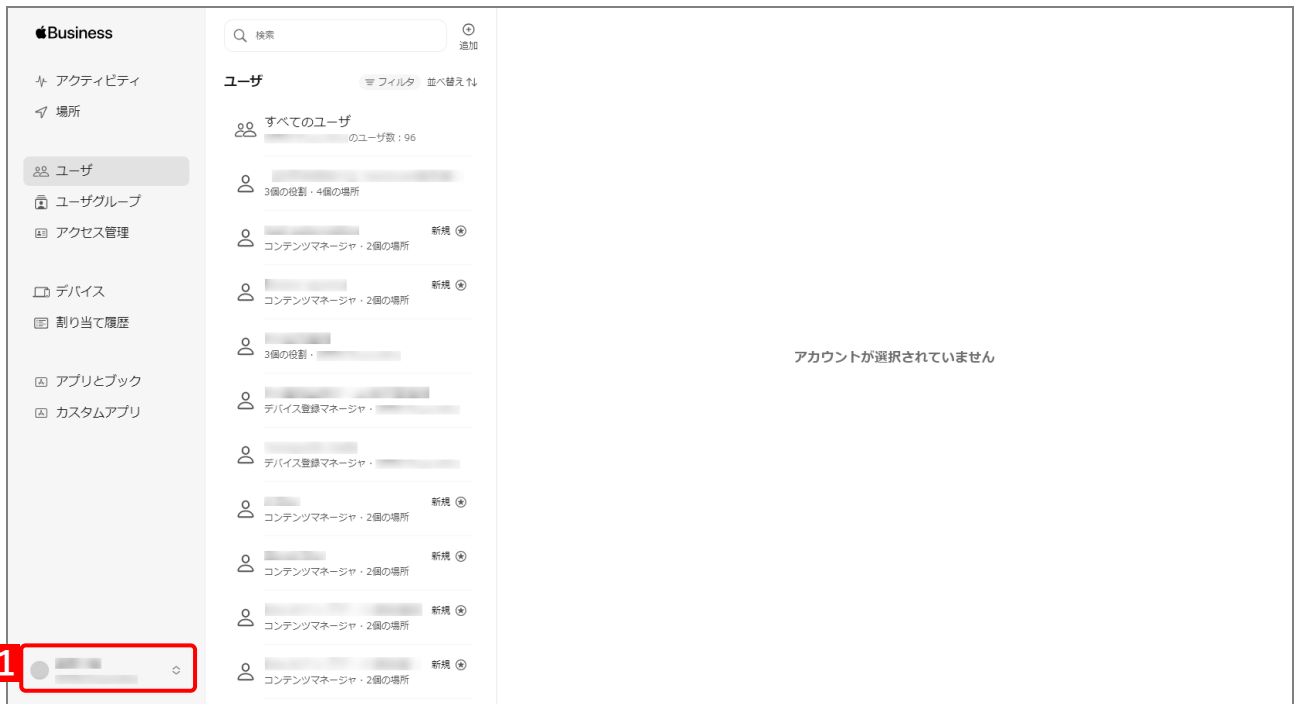 Business
アクティビティ
場所
ユーザ
ユーザグループ
アクセス管理
デバイス
割り当て履歴
アプリとブック
カスタムアプリ
1
検索
追加
ユーザ
フィルタ
並べ替え
すべてのユーザ
のユーザ数：96
3個の役割・4個の場所
新規
コンテンツマネージャ・2個の場所
新規
コンテンツマネージャ・2個の場所
3個の役割・
デバイス登録マネージャ・
デバイス登録マネージャ・
新規
コンテンツマネージャ・2個の場所
新規
コンテンツマネージャ・2個の場所
新規
コンテンツマネージャ・2個の場所
新規
コンテンツマネージャ・2個の場所
アカウントが選択されていません